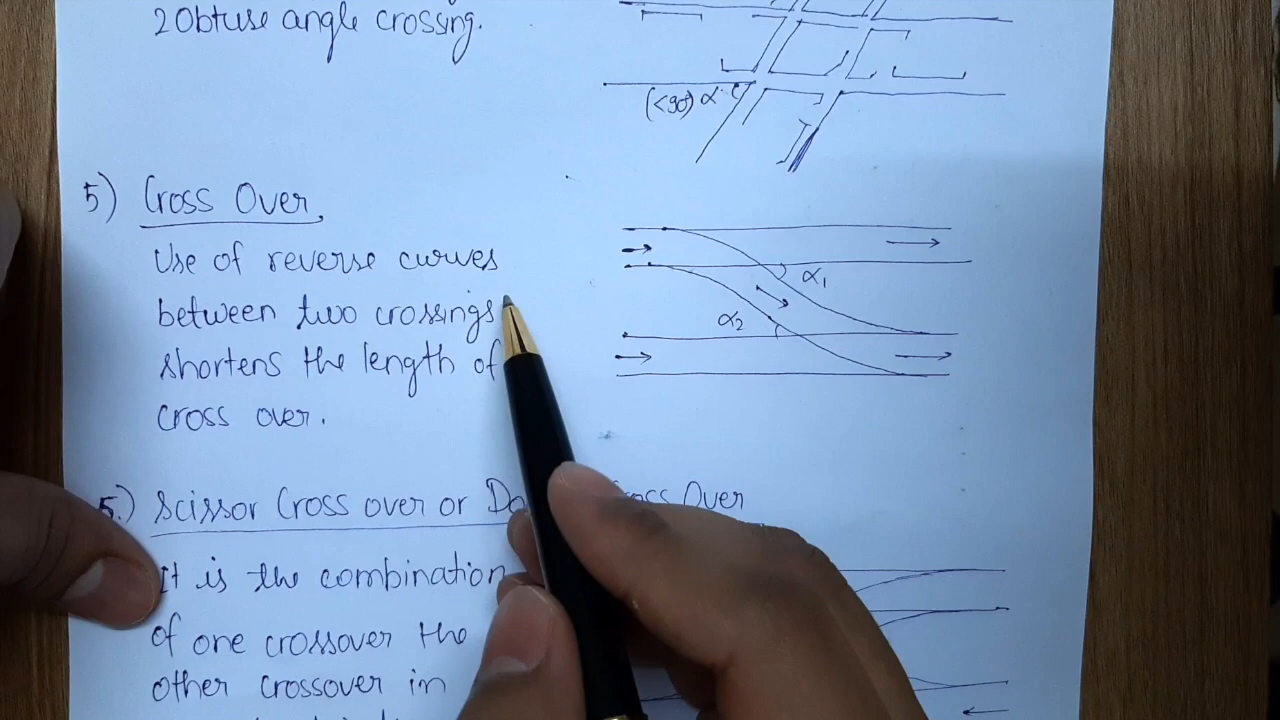 2 Obtuse angle crossing.
(<90°) α
5) Cross Over,
Use of reverse curves
between two crossings
shortens the length of
cross over.
α1
α2
5.) Scissor Cross over or Cross Over
It is the combination
of one crossover the
other crossover in